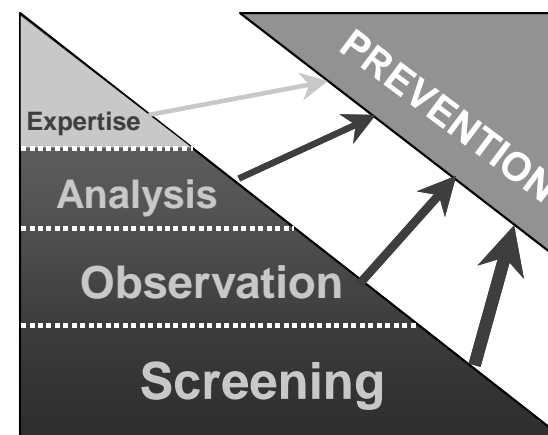 PREVENTION
Expertise
Analysis
Observation
Screening